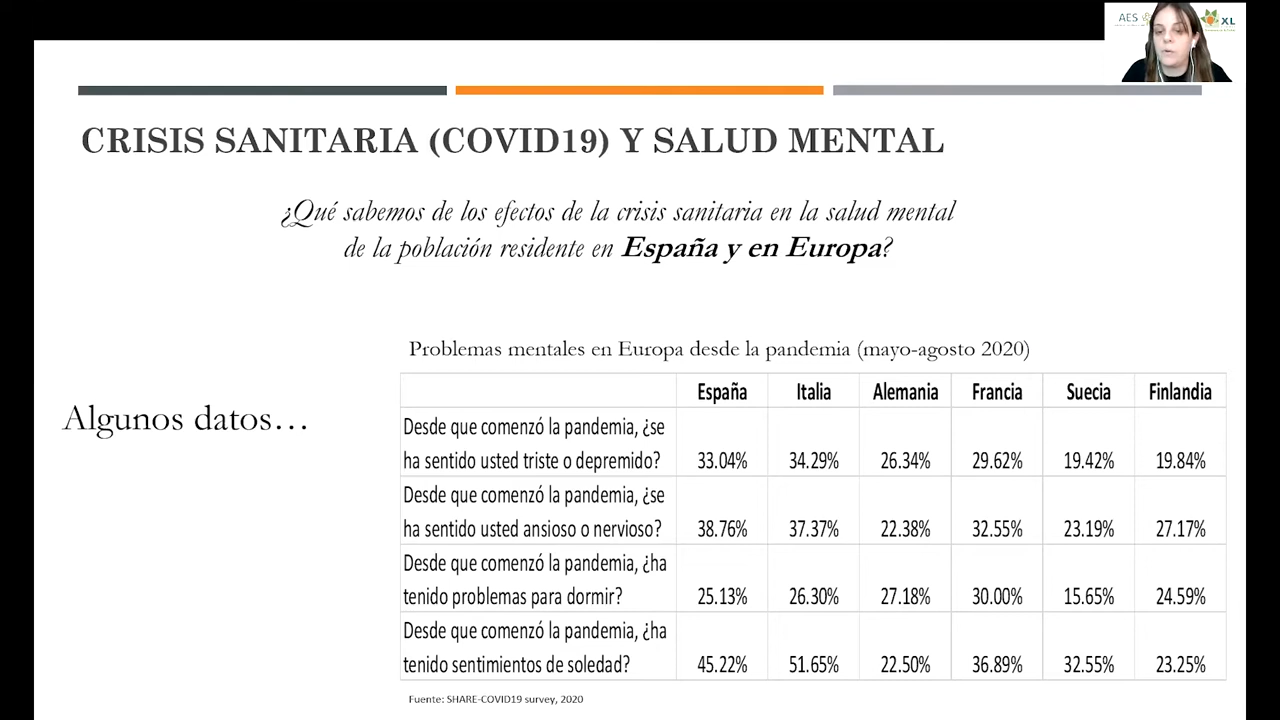 AES
XL
CRISIS SANITARIA (COVID19) Y SALUD MENTAL
¿Qué sabemos de los efectos de la crisis sanitaria en la salud mental
de la población residente en España y en Europa?
Algunos datos…
Problemas mentales en Europa desde la pandemia (mayo-agosto 2020)
España Italia Alemania Francia Suecia Finlandia
Desde que comenzó la pandemia, ¿se
ha sentido usted triste o depremido? 33.04% 34.29% 26.34% 29.62% 19.42% 19.84%
Desde que comenzó la pandemia, ¿se
ha sentido usted ansioso o nervioso? 38.76% 37.37% 22.38% 32.55% 23.19% 27.17%
Desde que comenzó la pandemia, ¿ha
tenido problemas para dormir? 25.13% 26.30% 27.18% 30.00% 15.65% 24.59%
Desde que comenzó la pandemia, ¿ha
tenido sentimientos de soledad? 45.22% 51.65% 22.50% 36.89% 32.55% 23.25%
Fuente: SHARE-COVID19 survey, 2020